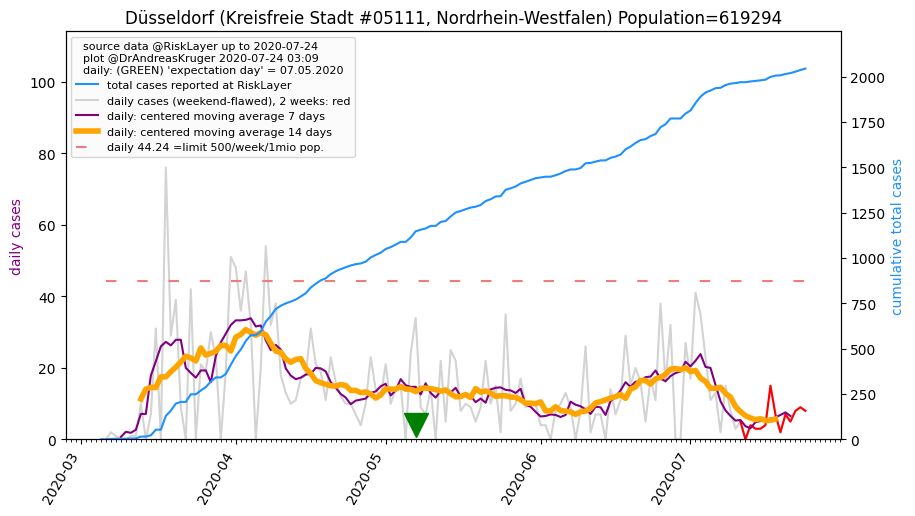 Düsseldorf (Kreisfreie Stadt #05111, Nordrhein-Westfalen) Population=619294
source data @RiskLayer up to 2020-07-24
plot @DrAndreasKruger 2020-07-24 03:09
daily: (GREEN) 'expectation day' = 07.05.2020
total cases reported at RiskLayer
daily cases (weekend-flawed), 2 weeks: red
daily: centered moving average 7 days
daily: centered moving average 14 days
daily 44.24 =limit 500/week/1mio pop.
daily cases
100
80
60
40
20
0
cumulative total cases
2000
1750
1500
1250
1000
750
500
250
0
2020-03
2020-04
2020-05
2020-06
2020-07